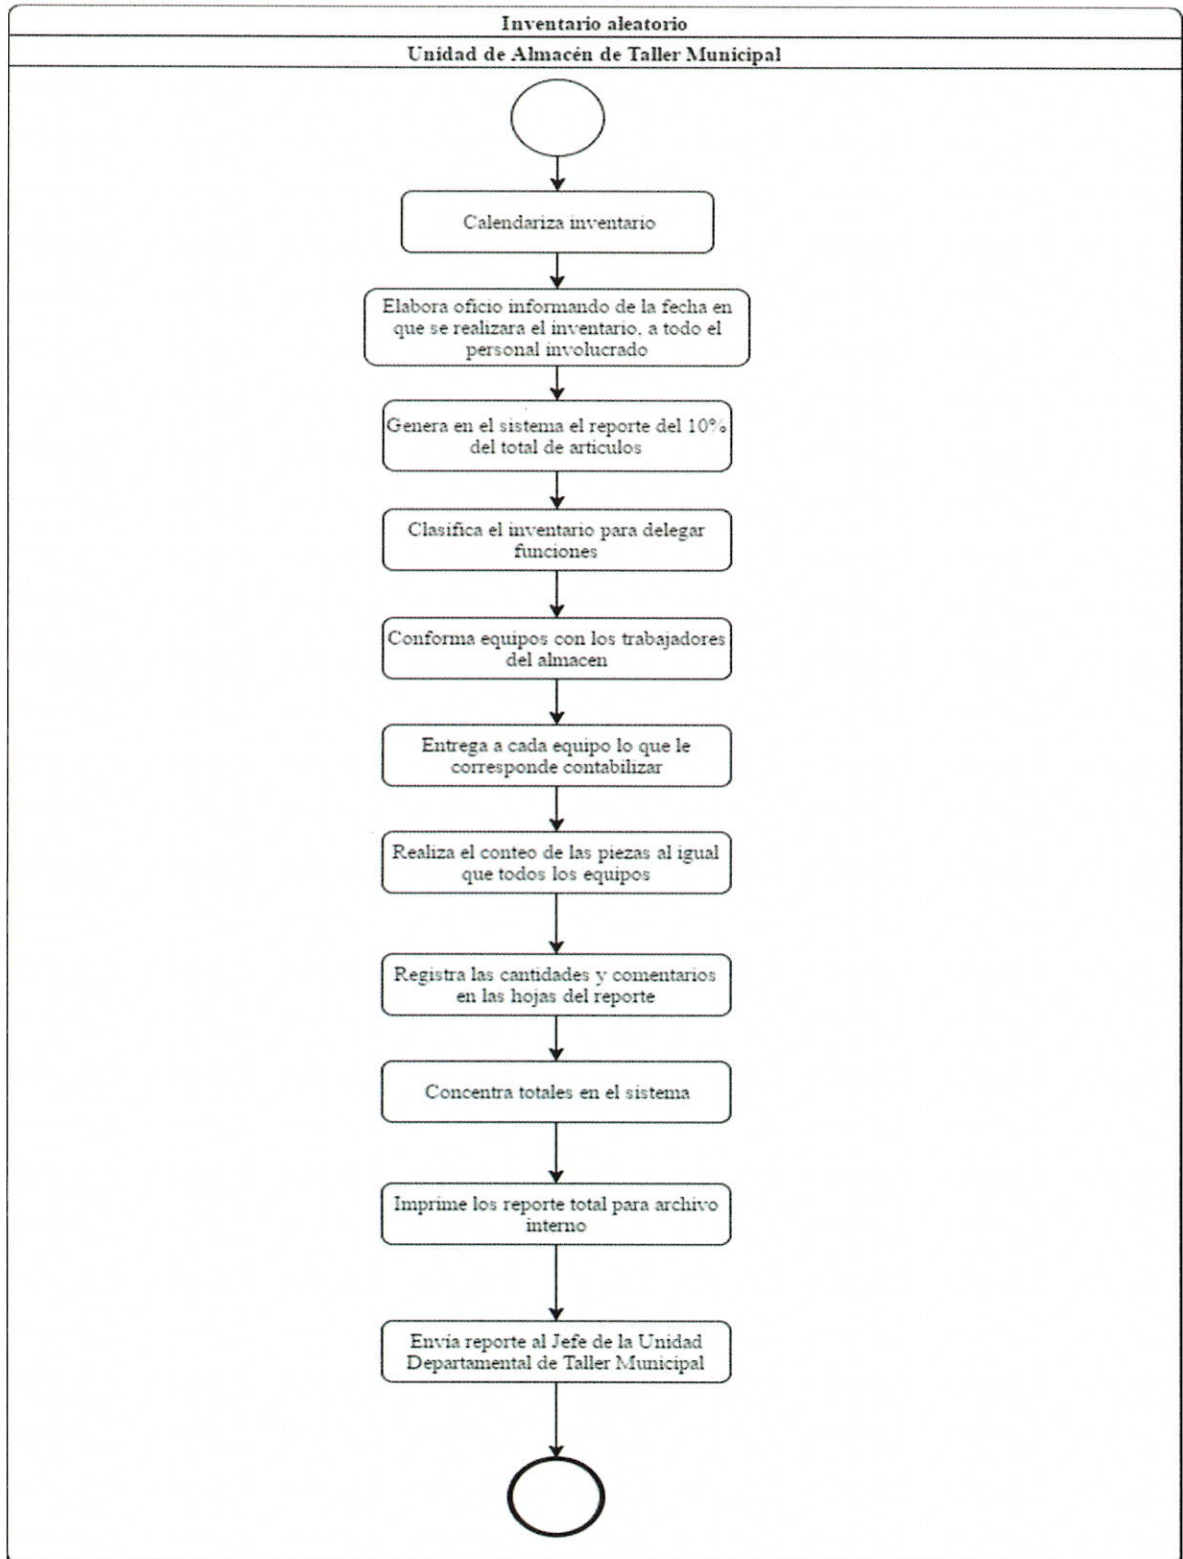 Inventario aleatorio
Unidad de Almacén de Taller Municipal
Calendariza inventario
Elabora oficio informando de la fecha en
que se realizara el inventario, a todo el
personal involucrado
Genera en el sistema el reporte del 10%
del total de articulos
Clasifica el inventario para delegar
funciones
Conforma equipos con los trabajadores
del almacen
Entrega a cada equipo lo que le
corresponde contabilizar
Realiza el conteo de las piezas al igual
que todos los equipos
Registra las cantidades y comentarios
en las hojas del reporte
Concentra totales en el sistema
Imprime los reporte total para archivo
interno
Envía reporte al Jefe de la Unidad
Departamental de Taller Municipal